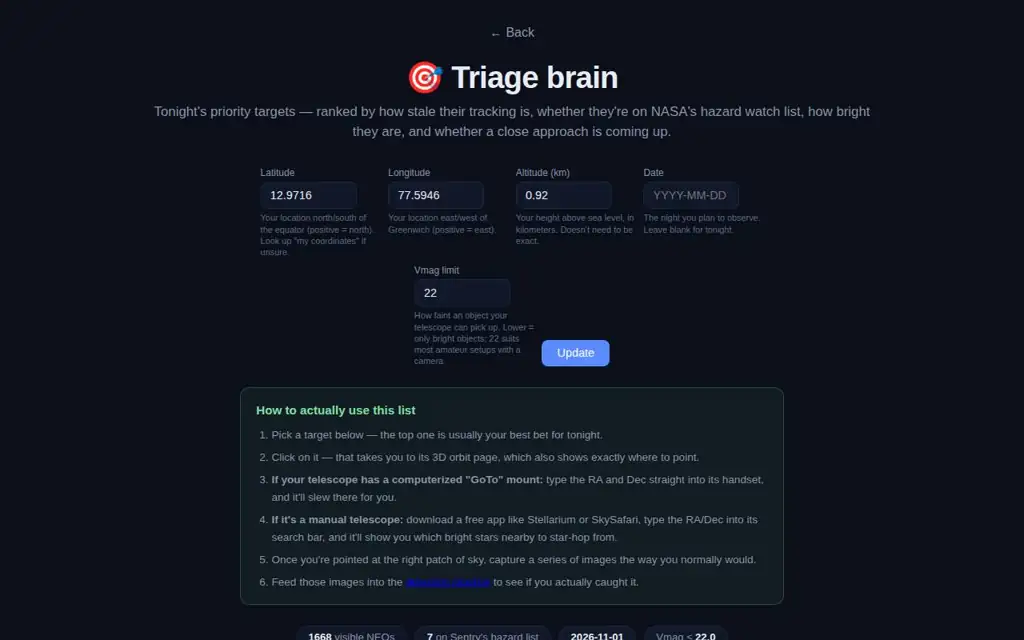 ← Back
🎯 Triage brain
Tonight's priority targets — ranked by how stale their tracking is, whether they're on NASA's hazard watch list, how bright
they are, and whether a close approach is coming up.
Latitude
Longitude
Altitude (km)
Date
12.9716
77.5946
0.92
YYYY-MM-DD
Your location north/south of
the equator (positive = north).
Look up "my coordinates" if
unsure.
Your location east/west of
Greenwich (positive = east).
Your height above sea level, in
kilometers. Doesn't need to be
exact.
The night you plan to observe.
Leave blank for tonight.
Vmag limit
22
How faint an object your
telescope can pick up. Lower =
only bright objects; 22 suits
most amateur setups with a
camera.
Update
How to actually use this list
1. Pick a target below — the top one is usually your best bet for tonight.
2. Click on it — that takes you to its 3D orbit page, which also shows exactly where to point.
3. If your telescope has a computerized "GoTo" mount: type the RA and Dec straight into its handset,
and it'll slew there for you.
4. If it's a manual telescope: download a free app like Stellarium or SkySafari, type the RA/Dec into its
search bar, and it'll show you which bright stars nearby to star-hop from.
5. Once you're pointed at the right patch of sky, capture a series of images the way you normally would.
6. Feed those images into the to see if you actually caught it.
1668 visible NEOs
7 on Sentry's hazard list
2026-11-01
Vmag ≤ 22.0